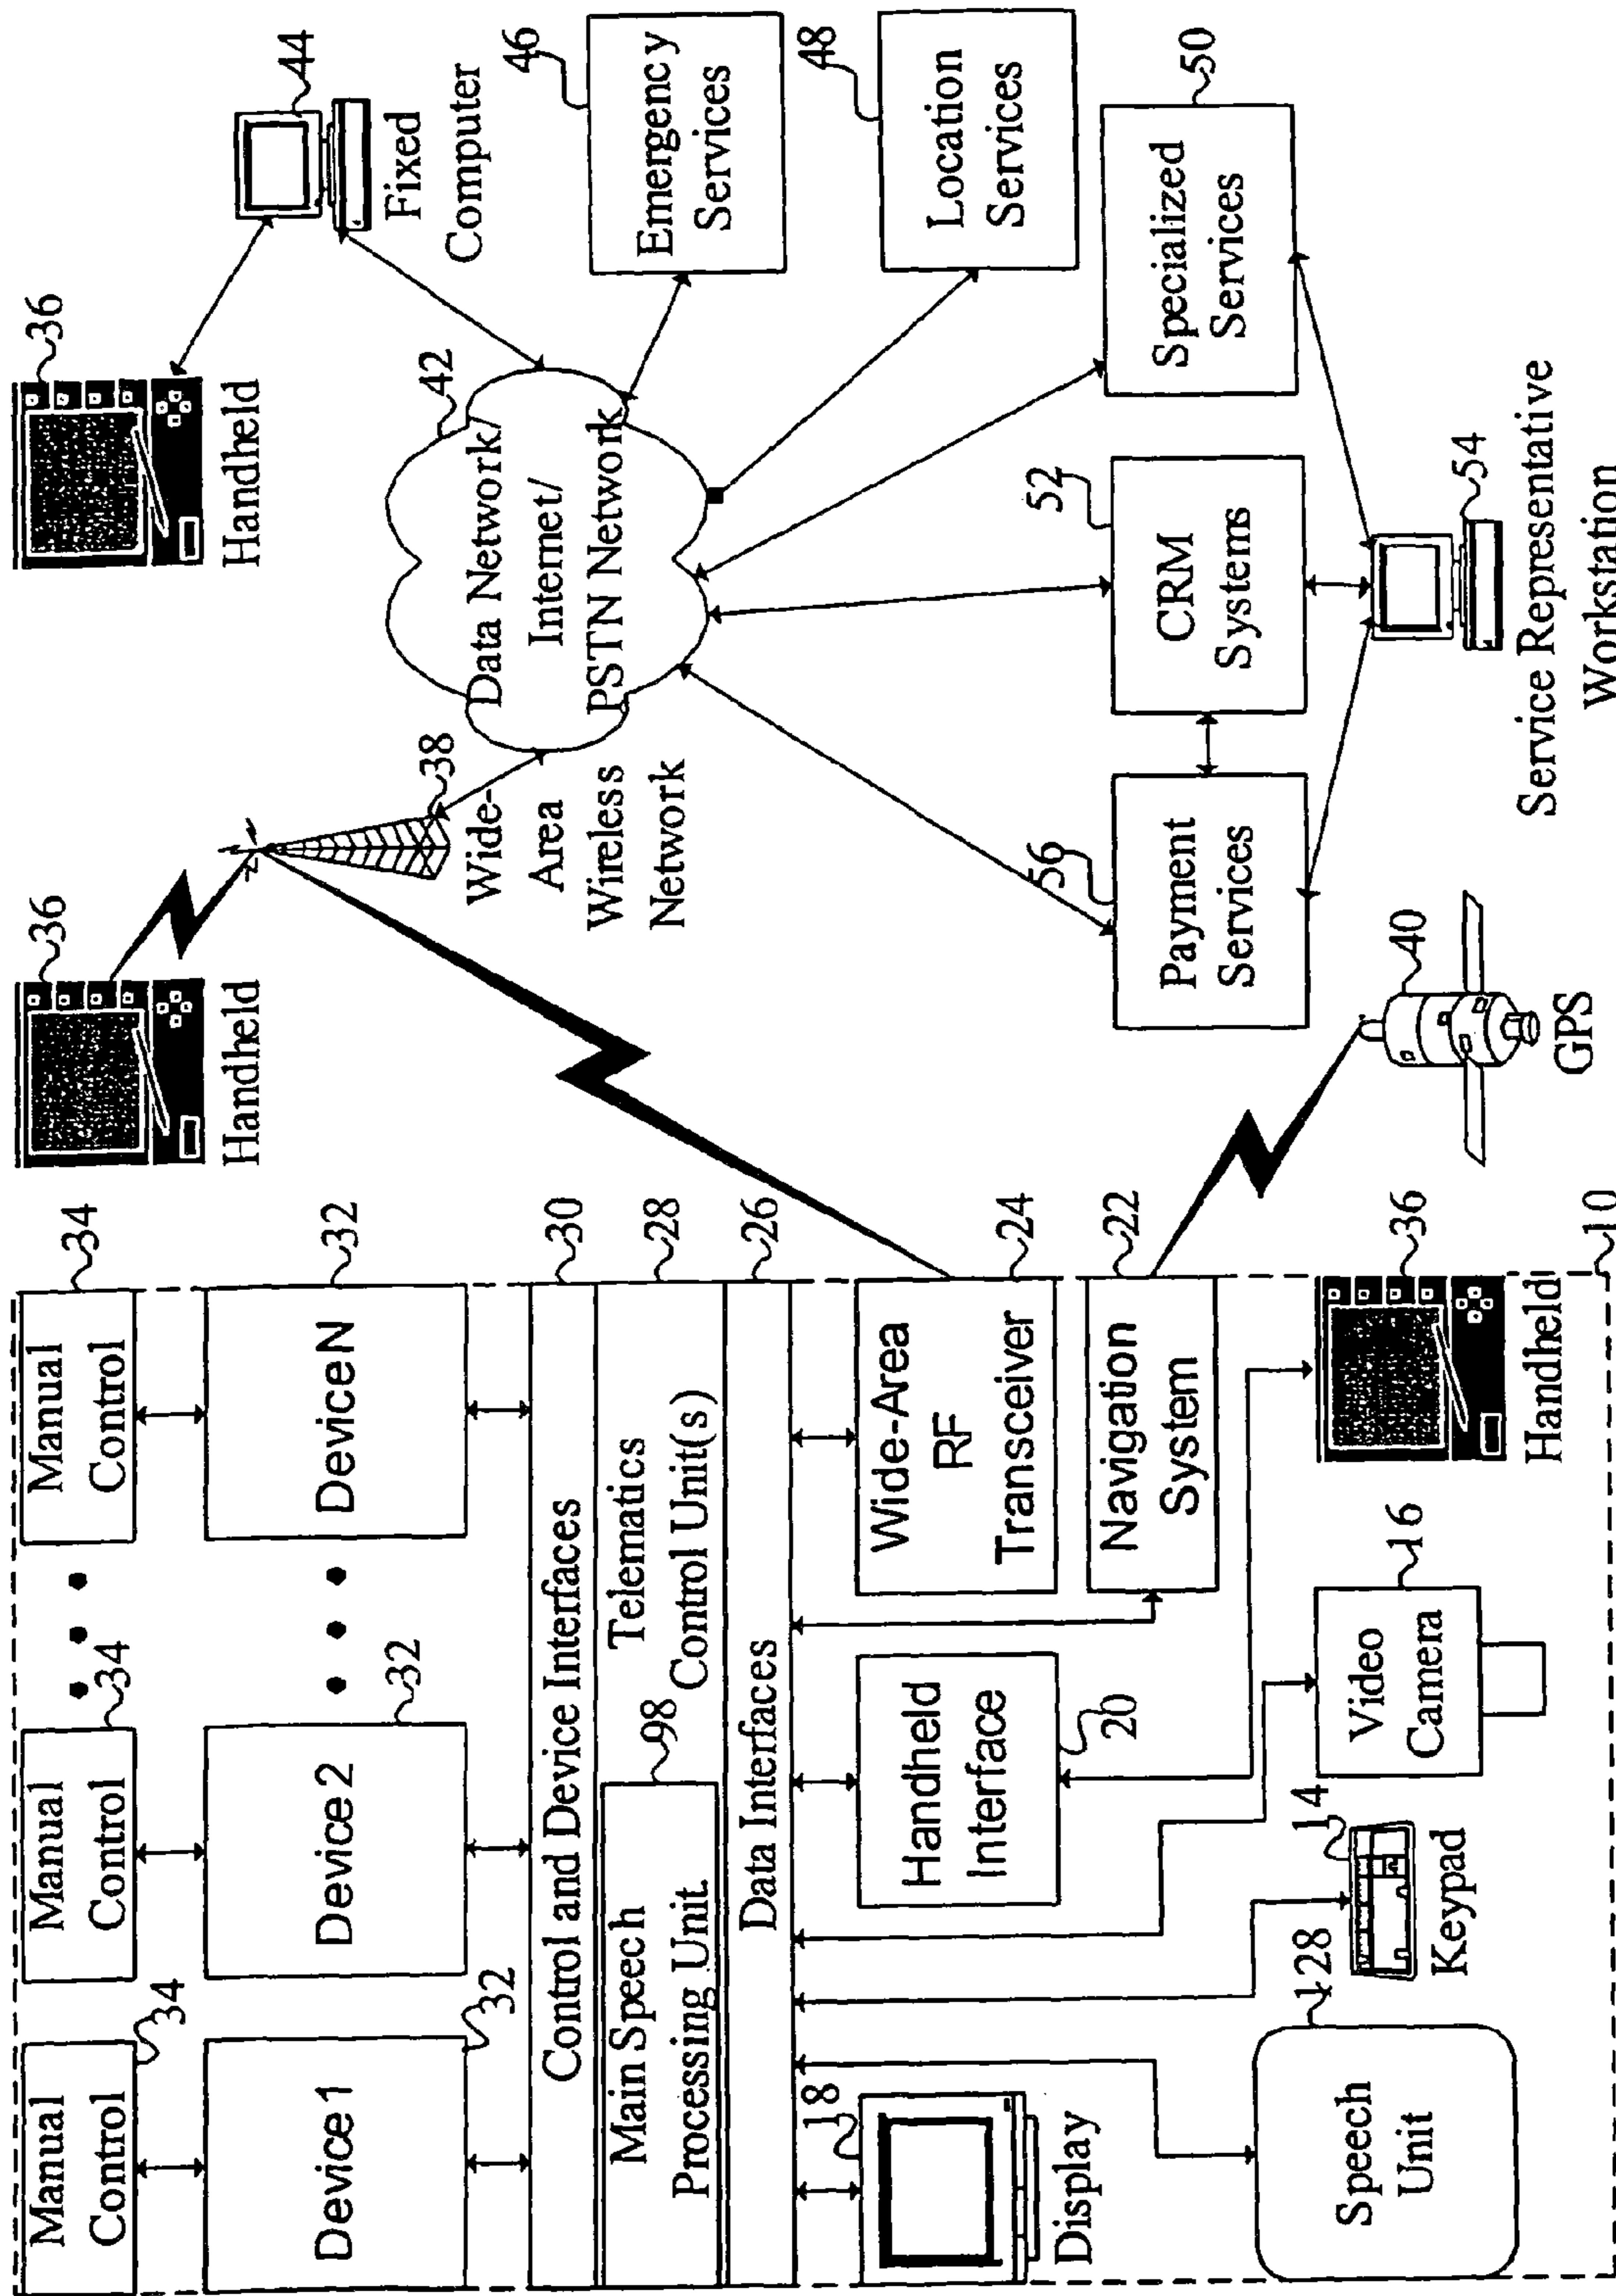 34
Manual
Control
34
Manual
Control
34
Manual
Control
32
Device 1
32
Device 2
32
Device N
Control and Device Interfaces
30
Main Speech
Processing Unit
98
Telematics
Control Unit(s)
28
Data Interfaces
26
18
Display
Handheld
Interface
20
Wide-Area
RF
Transceiver
24
Navigation
System
22
Speech
Unit
128
14
Keypad
Video
Camera
16
36
Handheld
10
36
Handheld
36
Handheld
44
Fixed
Computer
38
Wide-
Area
Wireless
Network
42
Data Network/
Internet/
PSTN Network
46
Emergency
Services
48
Location
Services
56
Payment
Services
52
CRM
Systems
50
Specialized
Services
40
GPS
54
Service Representative
Workstation